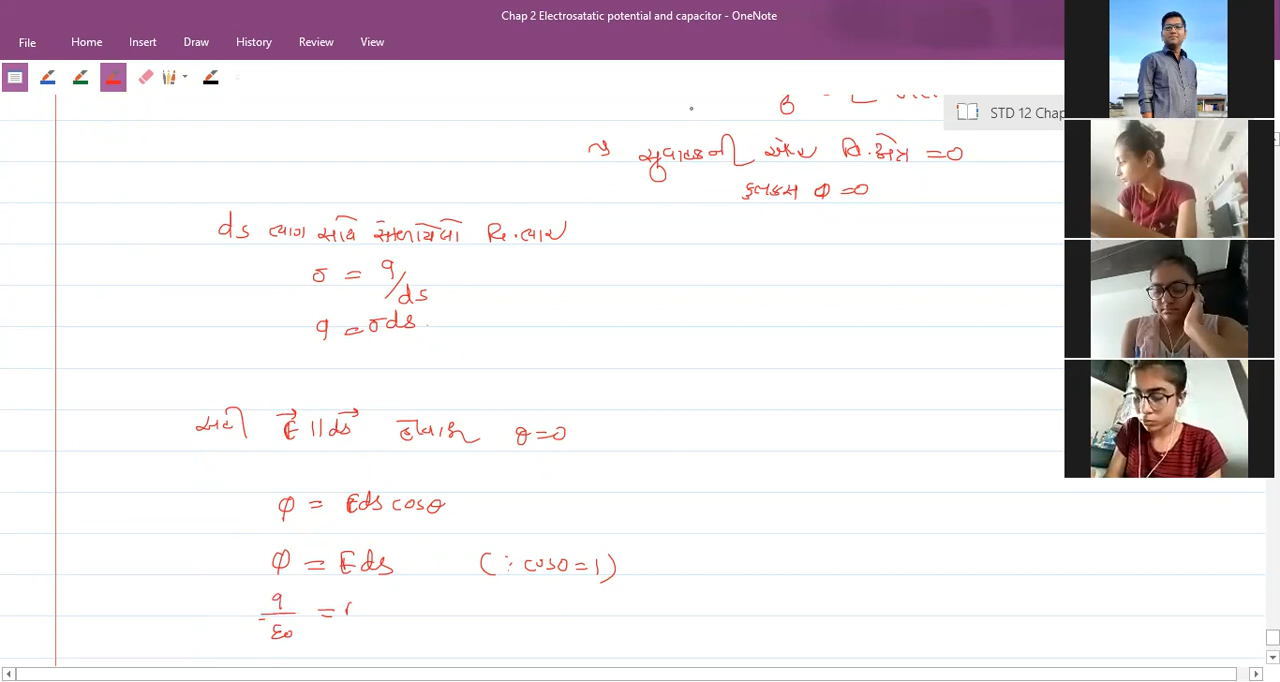 Chap 2 Electrosatatic potential and capacitor - OneNote
File Home Insert Draw History Review View
STD 12 Chap
→ સુવાહકની અંદર વિ.ક્ષેત્ર = 0
ફ્લક્સ φ = 0
ds સાથે વિ.ભાર
σ = q/ds
q = σds
અહીં E⃗ || ds⃗ હોવાથી θ=0
φ = Eds cosθ
φ = Eds (∵ cos0 = 1)
q/ε₀ =